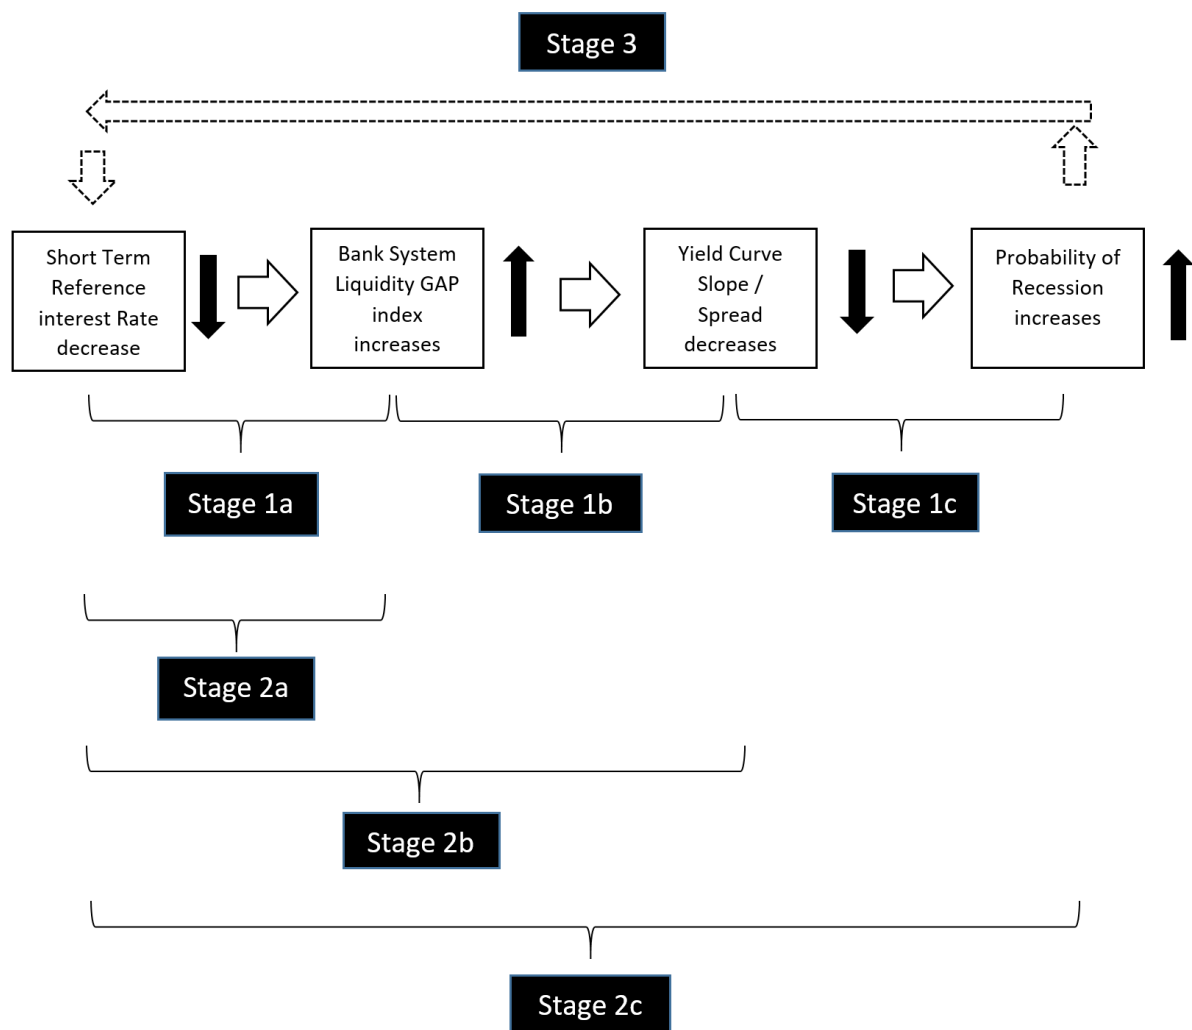 Stage 3
Short Term
Reference
interest Rate
decrease
Bank System
Liquidity GAP
index
increases
Yield Curve
Slope /
Spread
decreases
Probability of
Recession
increases
Stage 1a
Stage 1b
Stage 1c
Stage 2a
Stage 2b
Stage 2c